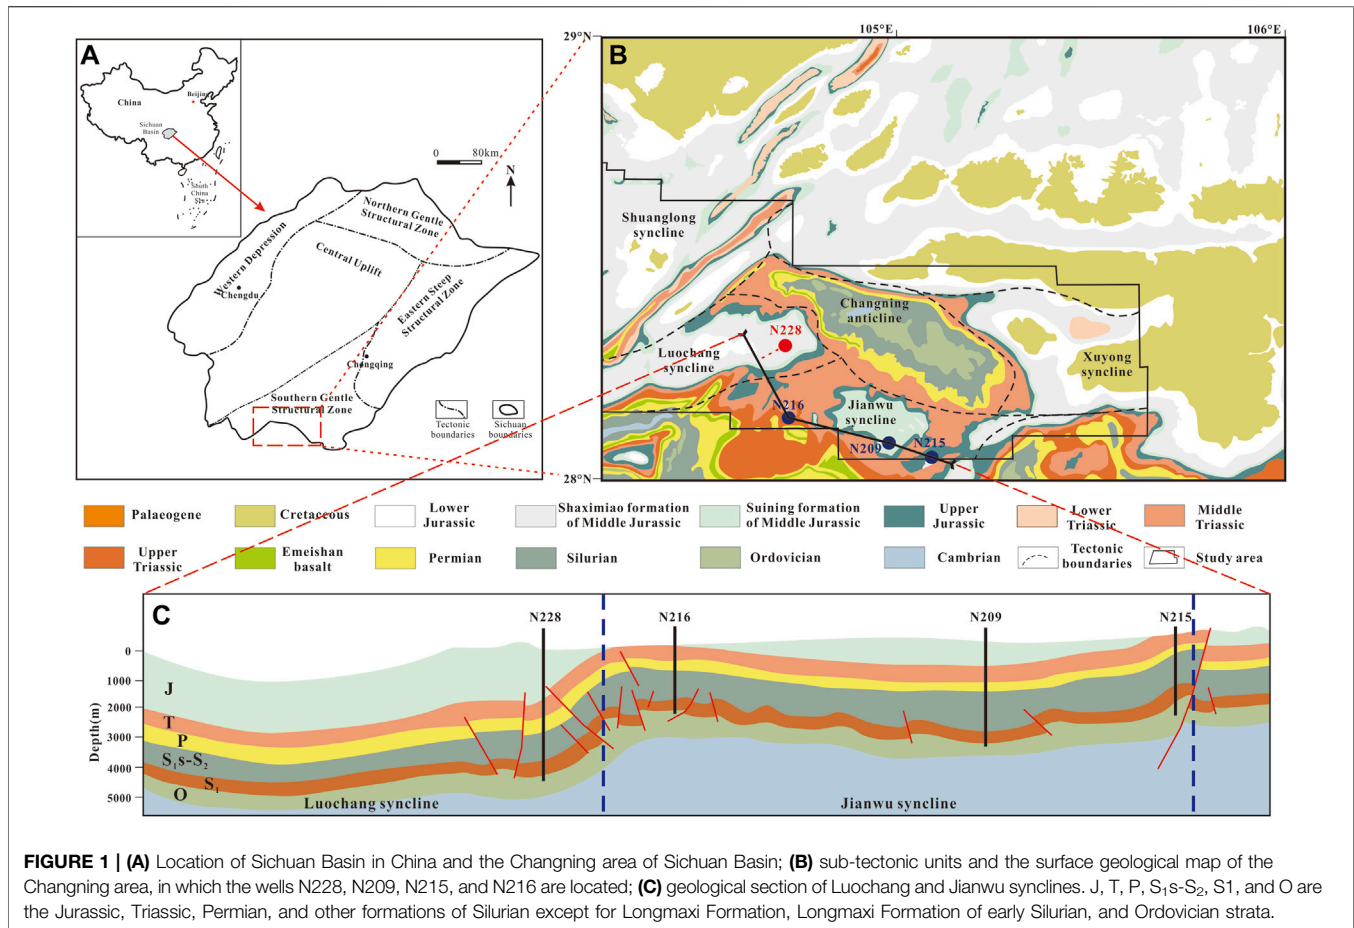 29°N
105°E
106°E
A
China
Beijing
Sichuan
Basin
South
China
Sea
0 80km
N
Northern Gentle
Structural Zone
Western Depression
Central Uplift
Chengdu
Eastern Steep
Structural Zone
Chongqing
Southern Gentle
Structural Zone
Tectonic
boundaries
Sichuan
boundaries
B
Shuanglong
syncline
Changning
anticline
N228
Luochang
syncline
Xuyong
syncline
Jianwu
syncline
N216
N209
N215
28°N
Palaeogene
Cretaceous
Lower
Jurassic
Shaximiao formation
of Middle Jurassic
Suining formation
of Middle Jurassic
Upper
Jurassic
Lower
Triassic
Middle
Triassic
Upper
Triassic
Emeishan
basalt
Permian
Silurian
Ordovician
Cambrian
Tectonic
boundaries
Study area
C
N228
N216
N209
N215
Depth(m)
0
1000
2000
3000
4000
5000
J
T
P
S₁s-S₂
S₁
O
Luochang syncline
Jianwu syncline
FIGURE 1 | (A) Location of Sichuan Basin in China and the Changning area of Sichuan Basin; (B) sub-tectonic units and the surface geological map of the
Changning area, in which the wells N228, N209, N215, and N216 are located; (C) geological section of Luochang and Jianwu synclines. J, T, P, S₁s-S₂, S1, and O are
the Jurassic, Triassic, Permian, and other formations of Silurian except for Longmaxi Formation, Longmaxi Formation of early Silurian, and Ordovician strata.